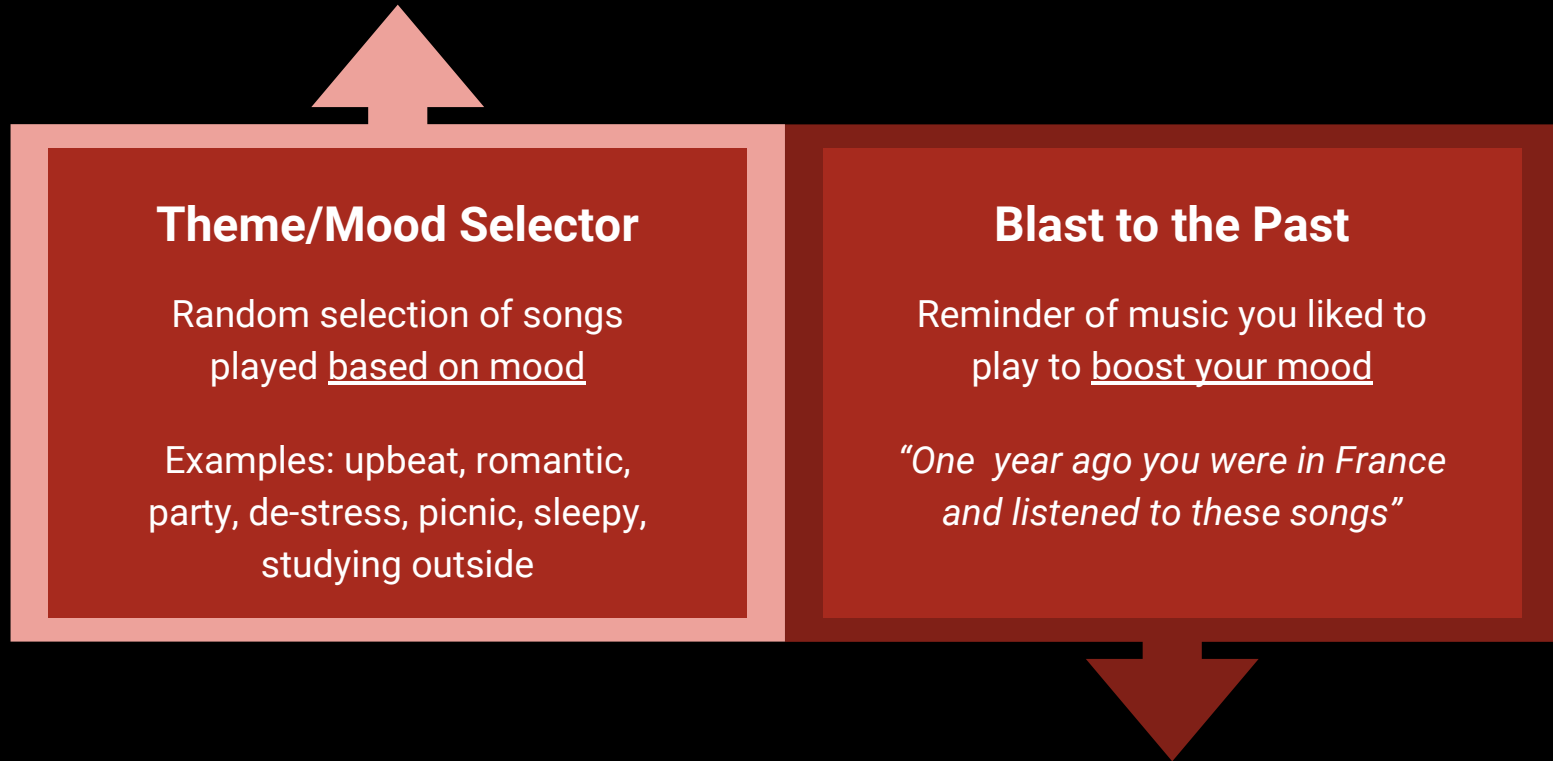 Theme/Mood Selector
Random selection of songs
played based on mood
Examples: upbeat, romantic,
party, de-stress, picnic, sleepy,
studying outside
Blast to the Past
Reminder of music you liked to
play to boost your mood
“One  year ago you were in France
and listened to these songs”